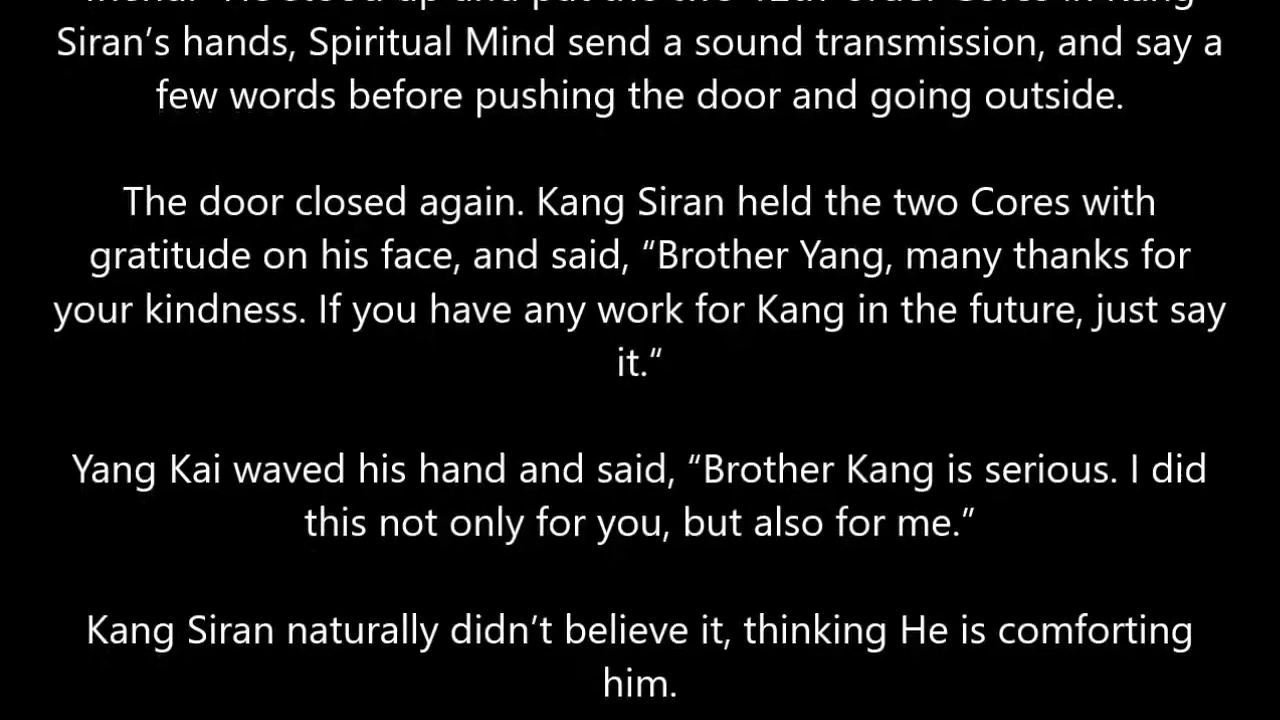 Siran’s hands, Spiritual Mind send a sound transmission, and say a
few words before pushing the door and going outside.
The door closed again. Kang Siran held the two Cores with
gratitude on his face, and said, “Brother Yang, many thanks for
your kindness. If you have any work for Kang in the future, just say
it.”
Yang Kai waved his hand and said, “Brother Kang is serious. I did
this not only for you, but also for me.”
Kang Siran naturally didn’t believe it, thinking He is comforting
him.